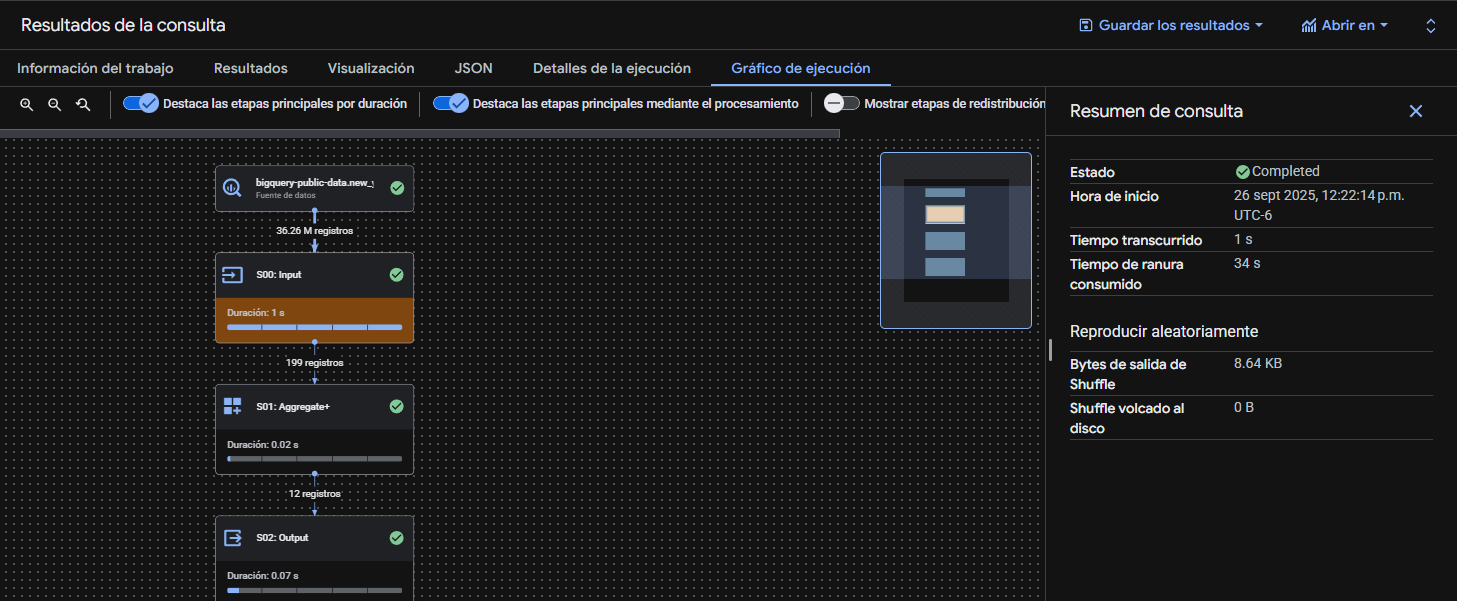 Resultados de la consulta
Guardar los resultados
Abrir en
Información del trabajo
Resultados
Visualización
JSON
Detalles de la ejecución
Gráfico de ejecución
Destaca las etapas principales por duración
Destaca las etapas principales mediante el procesamiento
Mostrar etapas de redistribución
bigquery-public-data.new_
Fuente de datos
36.26 M registros
S00: Input
Duración: 1 s
199 registros
S01: Aggregate+
Duración: 0.02 s
12 registros
S02: Output
Duración: 0.07 s
Resumen de consulta
Estado
Completed
Hora de inicio
26 sept 2025, 12:22:14 p.m.
UTC-6
Tiempo transcurrido
1 s
Tiempo de ranura
consumido
34 s
Reproducir aleatoriamente
Bytes de salida de
Shuffle
8.64 KB
Shuffle volcado al
disco
0 B